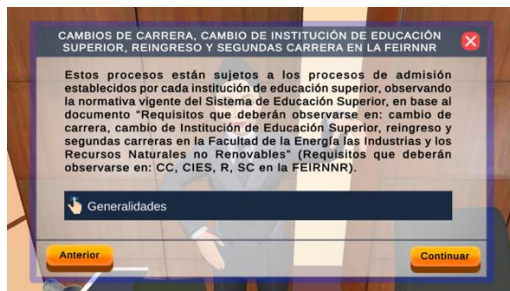 CAMBIOS DE CARRERA, CAMBIO DE INSTITUCIÓN DE EDUCACIÓN
SUPERIOR, REINGRESO Y SEGUNDAS CARRERA EN LA FEIRNNR
Estos procesos están sujetos a los procesos de admisión
establecidos por cada institución de educación superior, observando
la normativa vigente del Sistema de Educación Superior, en base al
documento "Requisitos que deberán observarse en: cambio de
carrera, cambio de Institución de Educación Superior, reingreso y
segundas carreras en la Facultad de la Energía las Industrias y los
Recursos Naturales no Renovables" (Requisitos que deberán
observarse en: CC, CIES, R, SC en la FEIRNNR).
Generalidades
Anterior
Continuar